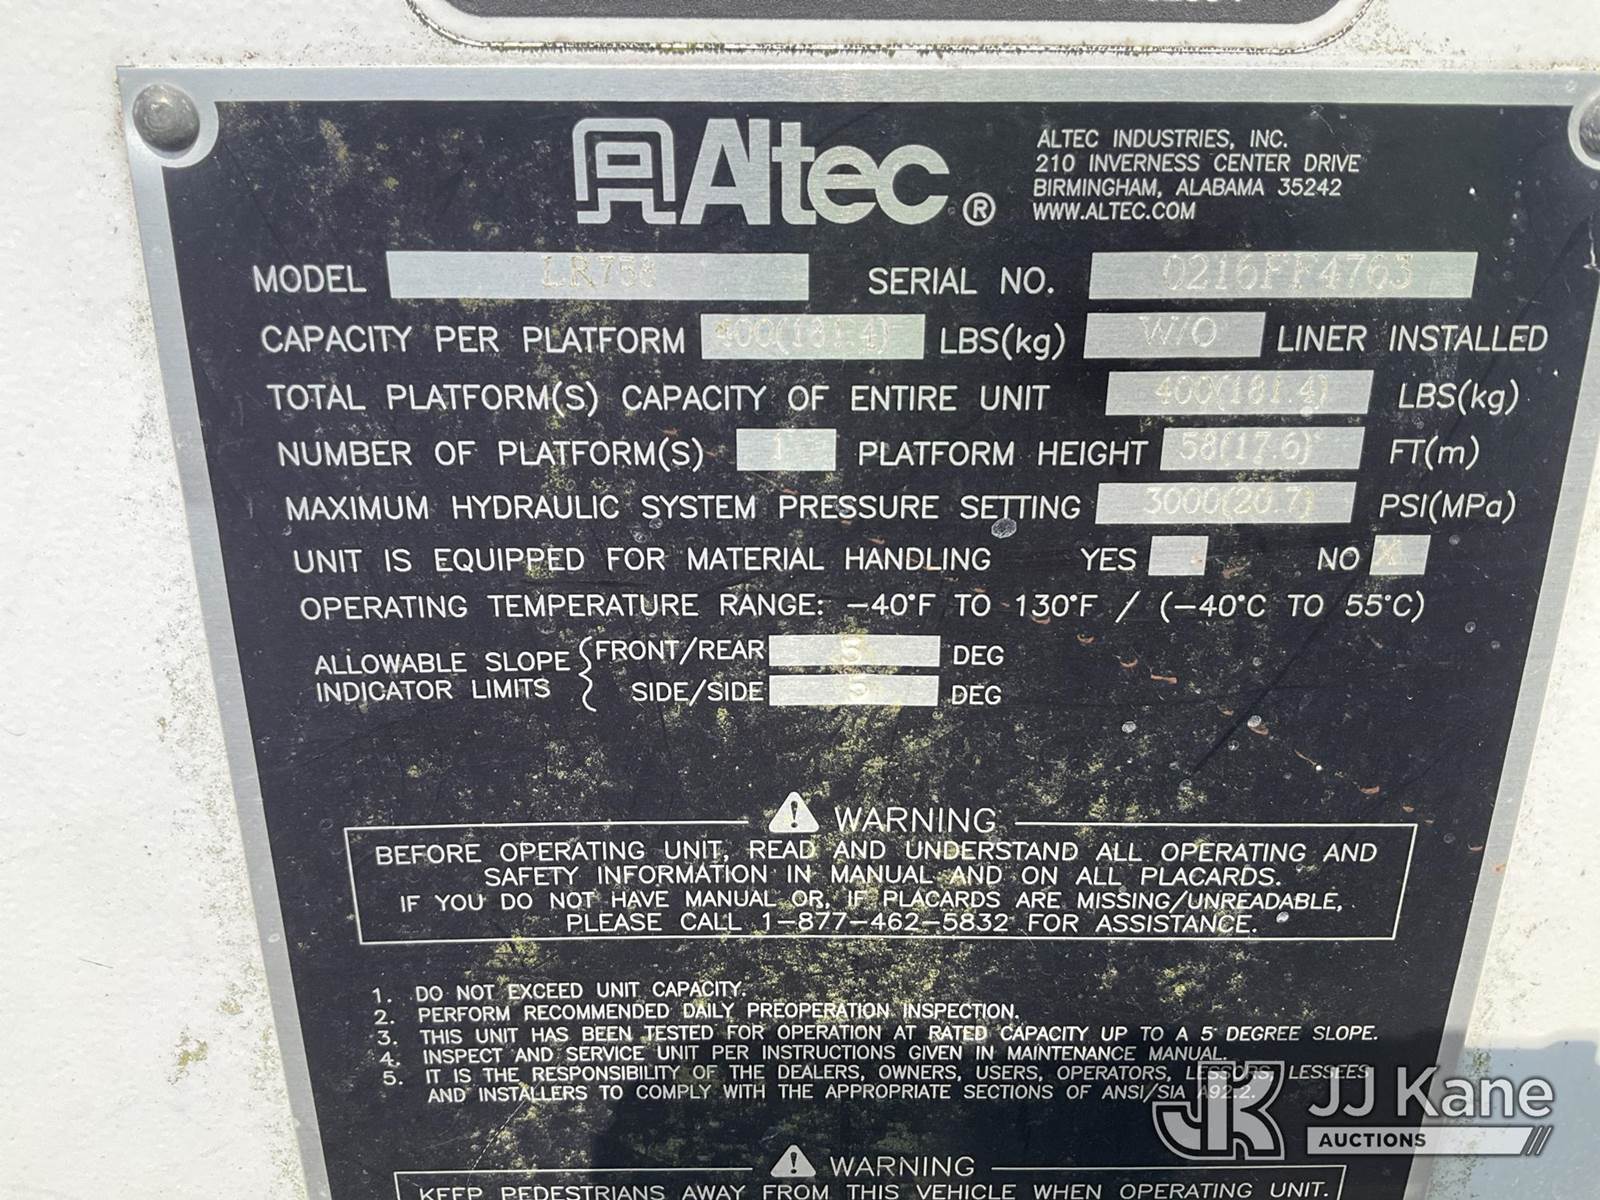 Altec®
ALTEC INDUSTRIES, INC.
210 INVERNESS CENTER DRIVE
BIRMINGHAM, ALABAMA 35242
WWW.ALTEC.COM
MODEL LR758 SERIAL NO. 0216FF4763
CAPACITY PER PLATFORM 400(181.4) LBS(kg) W/O LINER INSTALLED
TOTAL PLATFORM(S) CAPACITY OF ENTIRE UNIT 400(181.4) LBS(kg)
NUMBER OF PLATFORM(S) 1 PLATFORM HEIGHT 58(17.6) FT(m)
MAXIMUM HYDRAULIC SYSTEM PRESSURE SETTING 3000(20.7) PSI(MPa)
UNIT IS EQUIPPED FOR MATERIAL HANDLING YES NO X
OPERATING TEMPERATURE RANGE: -40°F TO 130°F / (-40°C TO 55°C)
ALLOWABLE SLOPE INDICATOR LIMITS
FRONT/REAR 5 DEG
SIDE/SIDE 5 DEG
WARNING
BEFORE OPERATING UNIT, READ AND UNDERSTAND ALL OPERATING AND
SAFETY INFORMATION IN MANUAL AND ON ALL PLACARDS.
IF YOU DO NOT HAVE MANUAL OR, IF PLACARDS ARE MISSING/UNREADABLE,
PLEASE CALL 1-877-462-5832 FOR ASSISTANCE.
1. DO NOT EXCEED UNIT CAPACITY.
2. PERFORM RECOMMENDED DAILY PREOPERATION INSPECTION.
3. THIS UNIT HAS BEEN TESTED FOR OPERATION AT RATED CAPACITY UP TO A 5 DEGREE SLOPE.
4. INSPECT AND SERVICE UNIT PER INSTRUCTIONS GIVEN IN MAINTENANCE MANUAL.
5. IT IS THE RESPONSIBILITY OF THE DEALERS, OWNERS, USERS, OPERATORS, LESSORS, LESSEES
AND INSTALLERS TO COMPLY WITH THE APPROPRIATE SECTIONS OF ANSI/SIA A92.2.
WARNING
KEEP PEDESTRIANS AWAY FROM THIS VEHICLE WHEN OPERATING UNIT.
JK JJ Kane
AUCTIONS